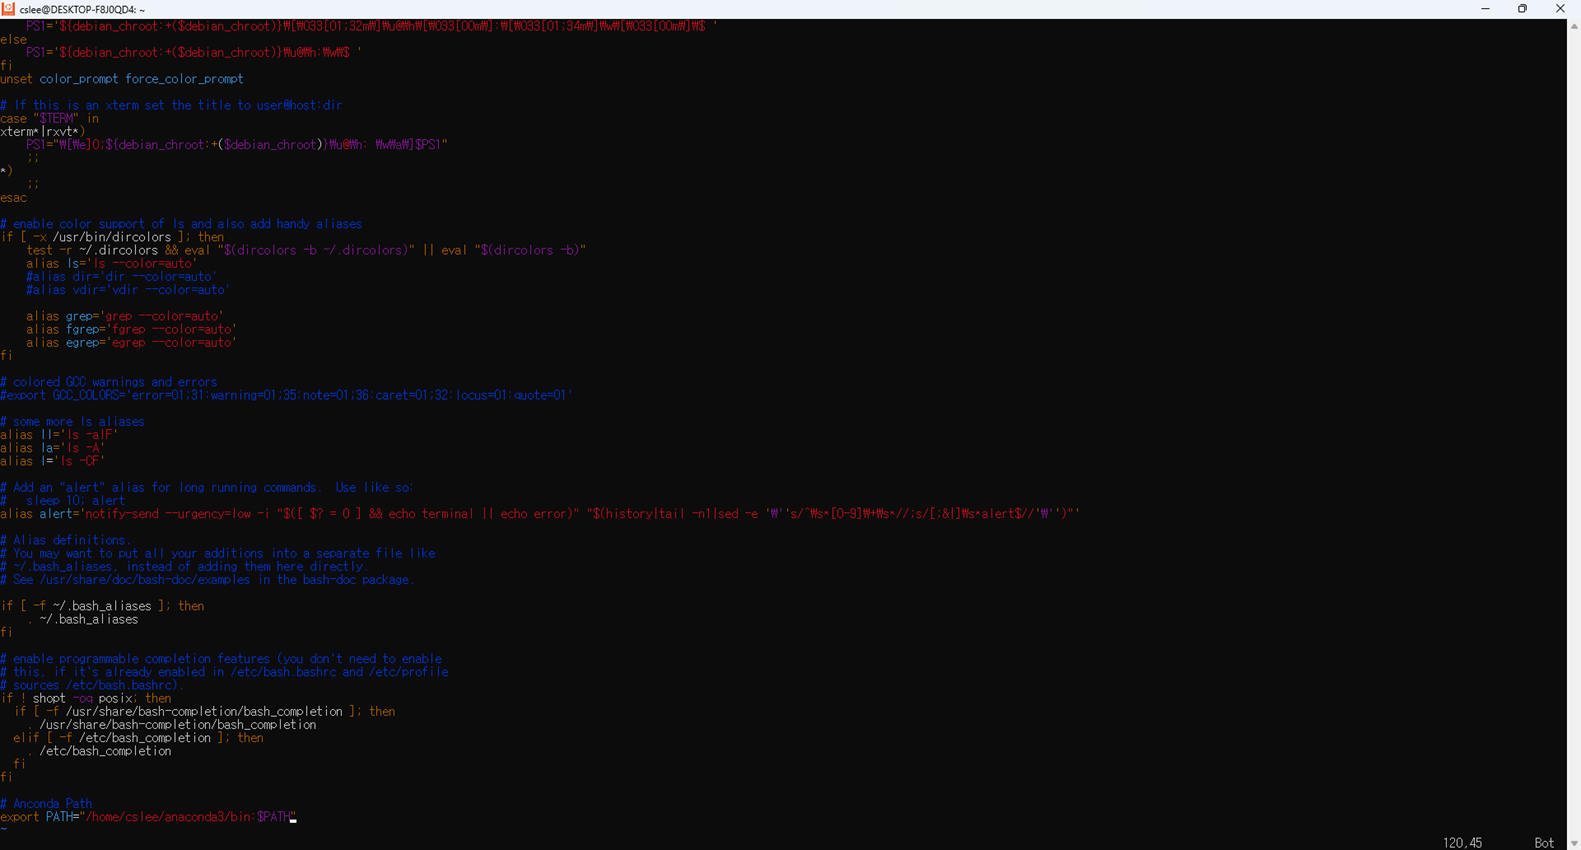 cslee@DESKTOP-F8J0QD4: ~
    PS1='${debian_chroot:+($debian_chroot)}₩[₩033[01;32m₩]₩u@₩h₩[₩033[00m₩]:₩[₩033[01;34m₩]₩w₩[₩033[00m₩]₩$ '
else
    PS1='${debian_chroot:+($debian_chroot)}₩u@₩h:₩w₩$ '
fi
unset color_prompt force_color_prompt

# If this is an xterm set the title to user@host:dir
case "$TERM" in
xterm*|rxvt*)
    PS1="₩[₩e]0;${debian_chroot:+($debian_chroot)}₩u@₩h: ₩w₩a₩]$PS1"
    ;;
*)
    ;;
esac

# enable color support of ls and also add handy aliases
if [ -x /usr/bin/dircolors ]; then
    test -r ~/.dircolors && eval "$(dircolors -b ~/.dircolors)" || eval "$(dircolors -b)"
    alias ls='ls --color=auto'
    #alias dir='dir --color=auto'
    #alias vdir='vdir --color=auto'

    alias grep='grep --color=auto'
    alias fgrep='fgrep --color=auto'
    alias egrep='egrep --color=auto'
fi

# colored GCC warnings and errors
#export GCC_COLORS='error=01;31:warning=01;35:note=01;36:caret=01;32:locus=01:quote=01'

# some more ls aliases
alias ll='ls -alF'
alias la='ls -A'
alias l='ls -CF'

# Add an "alert" alias for long running commands.  Use like so:
#   sleep 10; alert
alias alert='notify-send --urgency=low -i "$([ $? = 0 ] && echo terminal || echo error)" "$(history|tail -n1|sed -e '₩''s/^₩s*[0-9]₩+₩s*//;s/[;&|]₩s*alert$//'₩'')"'

# Alias definitions.
# You may want to put all your additions into a separate file like
# ~/.bash_aliases, instead of adding them here directly.
# See /usr/share/doc/bash-doc/examples in the bash-doc package.

if [ -f ~/.bash_aliases ]; then
    . ~/.bash_aliases
fi

# enable programmable completion features (you don't need to enable
# this, if it's already enabled in /etc/bash.bashrc and /etc/profile
# sources /etc/bash.bashrc).
if ! shopt -oq posix; then
  if [ -f /usr/share/bash-completion/bash_completion ]; then
    . /usr/share/bash-completion/bash_completion
  elif [ -f /etc/bash_completion ]; then
    . /etc/bash_completion
  fi
fi

# Anconda Path
export PATH="/home/cslee/anaconda3/bin:$PATH"
~
120,45 Bot